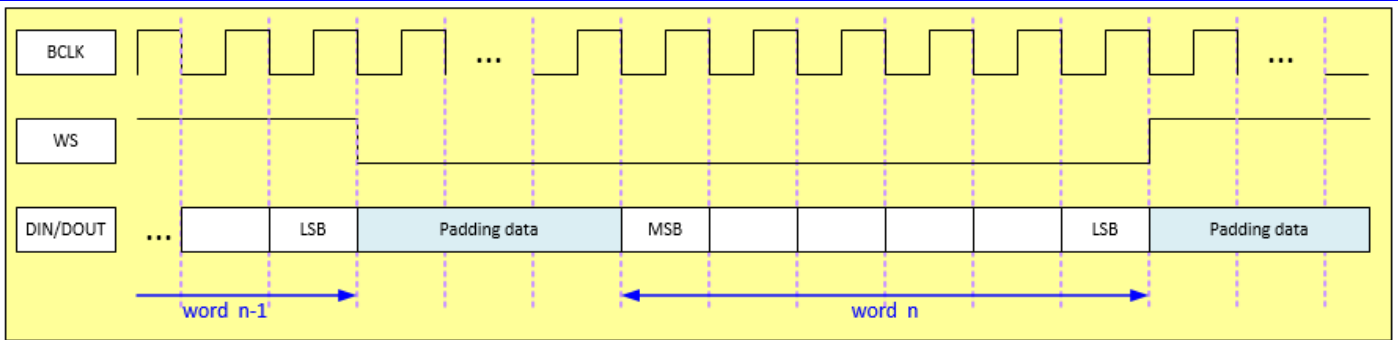 BCLK
... ...
WS
DIN/DOUT ... LSB Padding data MSB LSB Padding data
word n-1 word n